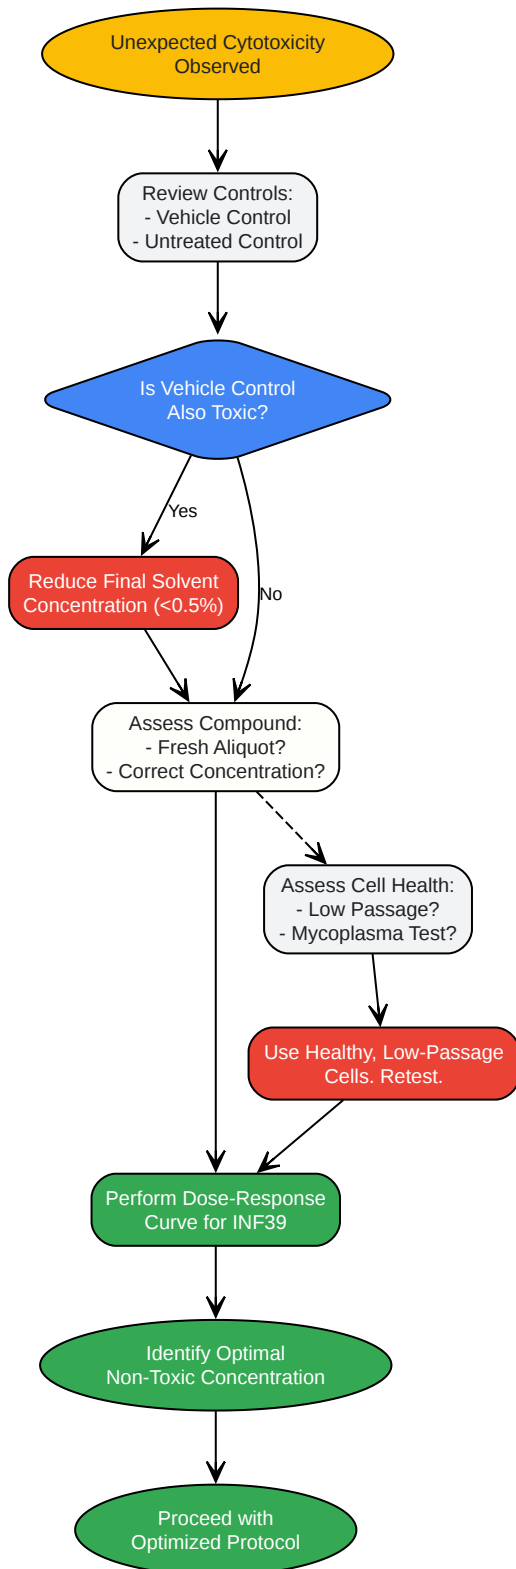 Unexpected Cytotoxicity
Observed
Review Controls:
- Vehicle Control
- Untreated Control
Is Vehicle Control
Also Toxic?
Yes
Reduce Final Solvent
Concentration (<0.5%)
No
Assess Compound:
- Fresh Aliquot?
- Correct Concentration?
Assess Cell Health:
- Low Passage?
- Mycoplasma Test?
Use Healthy, Low-Passage
Cells. Retest.
Perform Dose-Response
Curve for INF39
Identify Optimal
Non-Toxic Concentration
Proceed with
Optimized Protocol